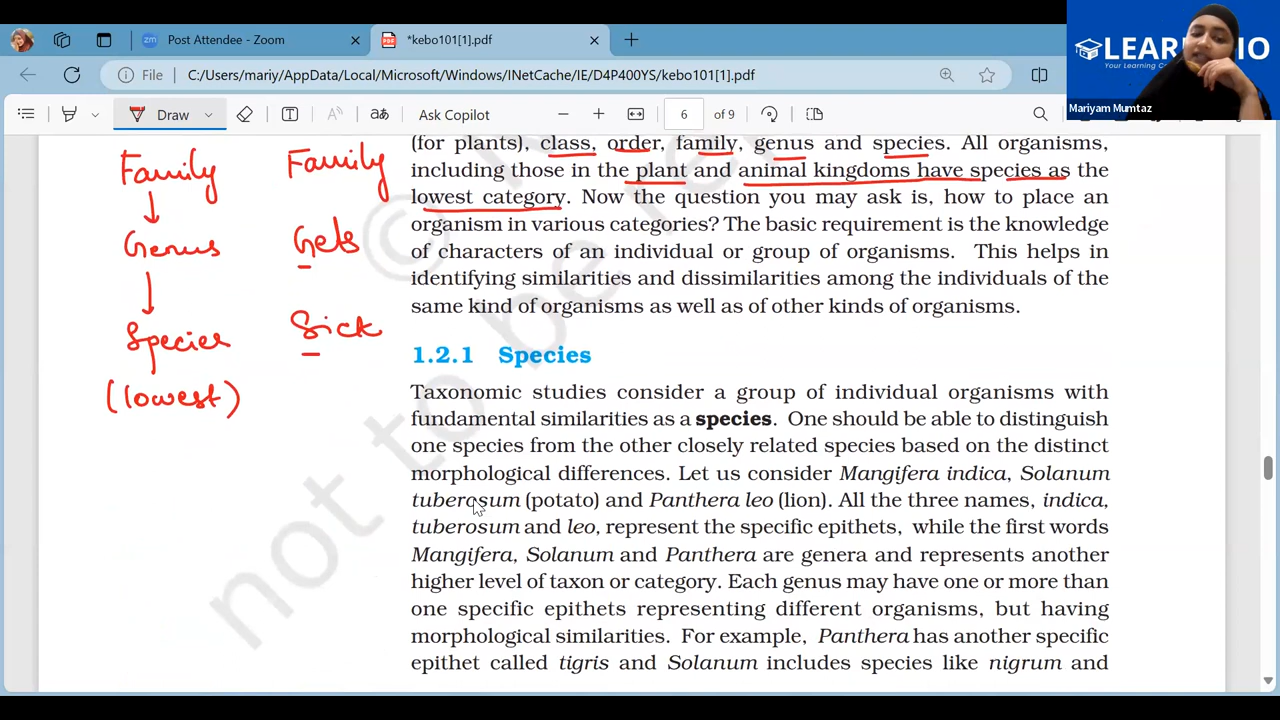 Post Attendee - Zoom
*kebo101[1].pdf
File
C:/Users/mariy/AppData/Local/Microsoft/Windows/INetCache/IE/D4P400YS/kebo101[1].pdf
Draw
Ask Copilot
6 of 9
Mariyam Mumtaz
(for plants), class, order, family, genus and species. All organisms,
including those in the plant and animal kingdoms have species as the
lowest category. Now the question you may ask is, how to place an
organism in various categories? The basic requirement is the knowledge
of characters of an individual or group of organisms. This helps in
identifying similarities and dissimilarities among the individuals of the
same kind of organisms as well as of other kinds of organisms.
1.2.1 Species
Taxonomic studies consider a group of individual organisms with
fundamental similarities as a species. One should be able to distinguish
one species from the other closely related species based on the distinct
morphological differences. Let us consider Mangifera indica, Solanum
tuberosum (potato) and Panthera leo (lion). All the three names, indica,
tuberosum and leo, represent the specific epithets, while the first words
Mangifera, Solanum and Panthera are genera and represents another
higher level of taxon or category. Each genus may have one or more than
one specific epithets representing different organisms, but having
morphological similarities. For example, Panthera has another specific
epithet called tigris and Solanum includes species like nigrum and
Family Family
Genus Gets
Species Sick
(lowest)
not to be re
©